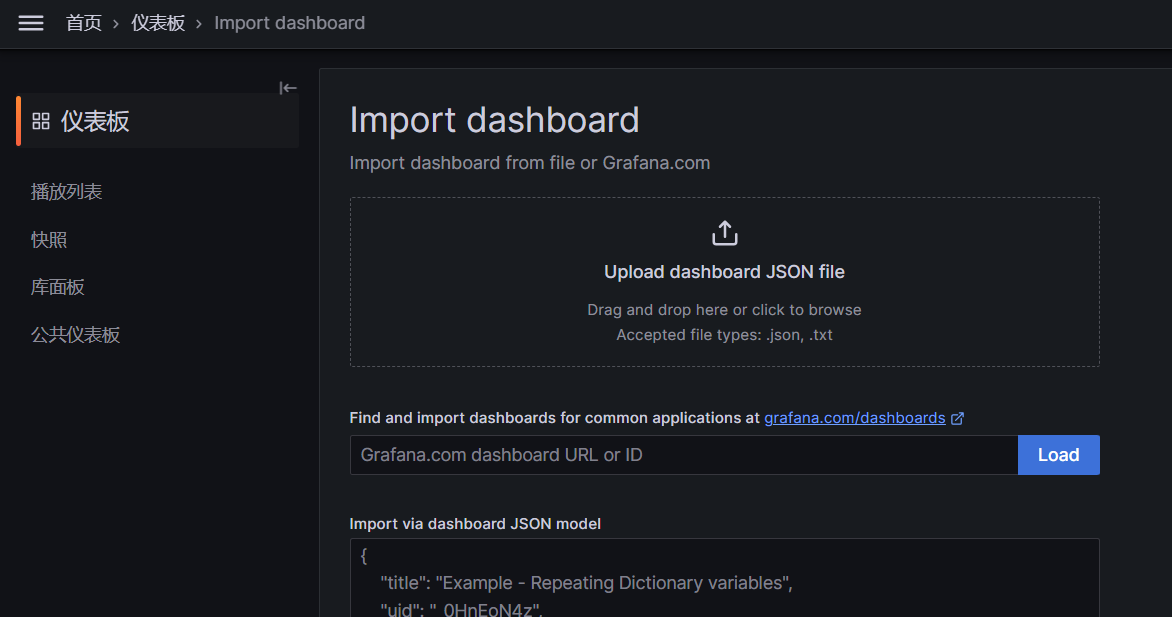 首页 › 仪表板 › Import dashboard
仪表板
播放列表
快照
库面板
公共仪表板
Import dashboard
Import dashboard from file or Grafana.com
Upload dashboard JSON file
Drag and drop here or click to browse
Accepted file types: .json, .txt
Find and import dashboards for common applications at grafana.com/dashboards
Grafana.com dashboard URL or ID
Load
Import via dashboard JSON model
{
"title": "Example - Repeating Dictionary variables",
"uid": "_0HnEoN4z",